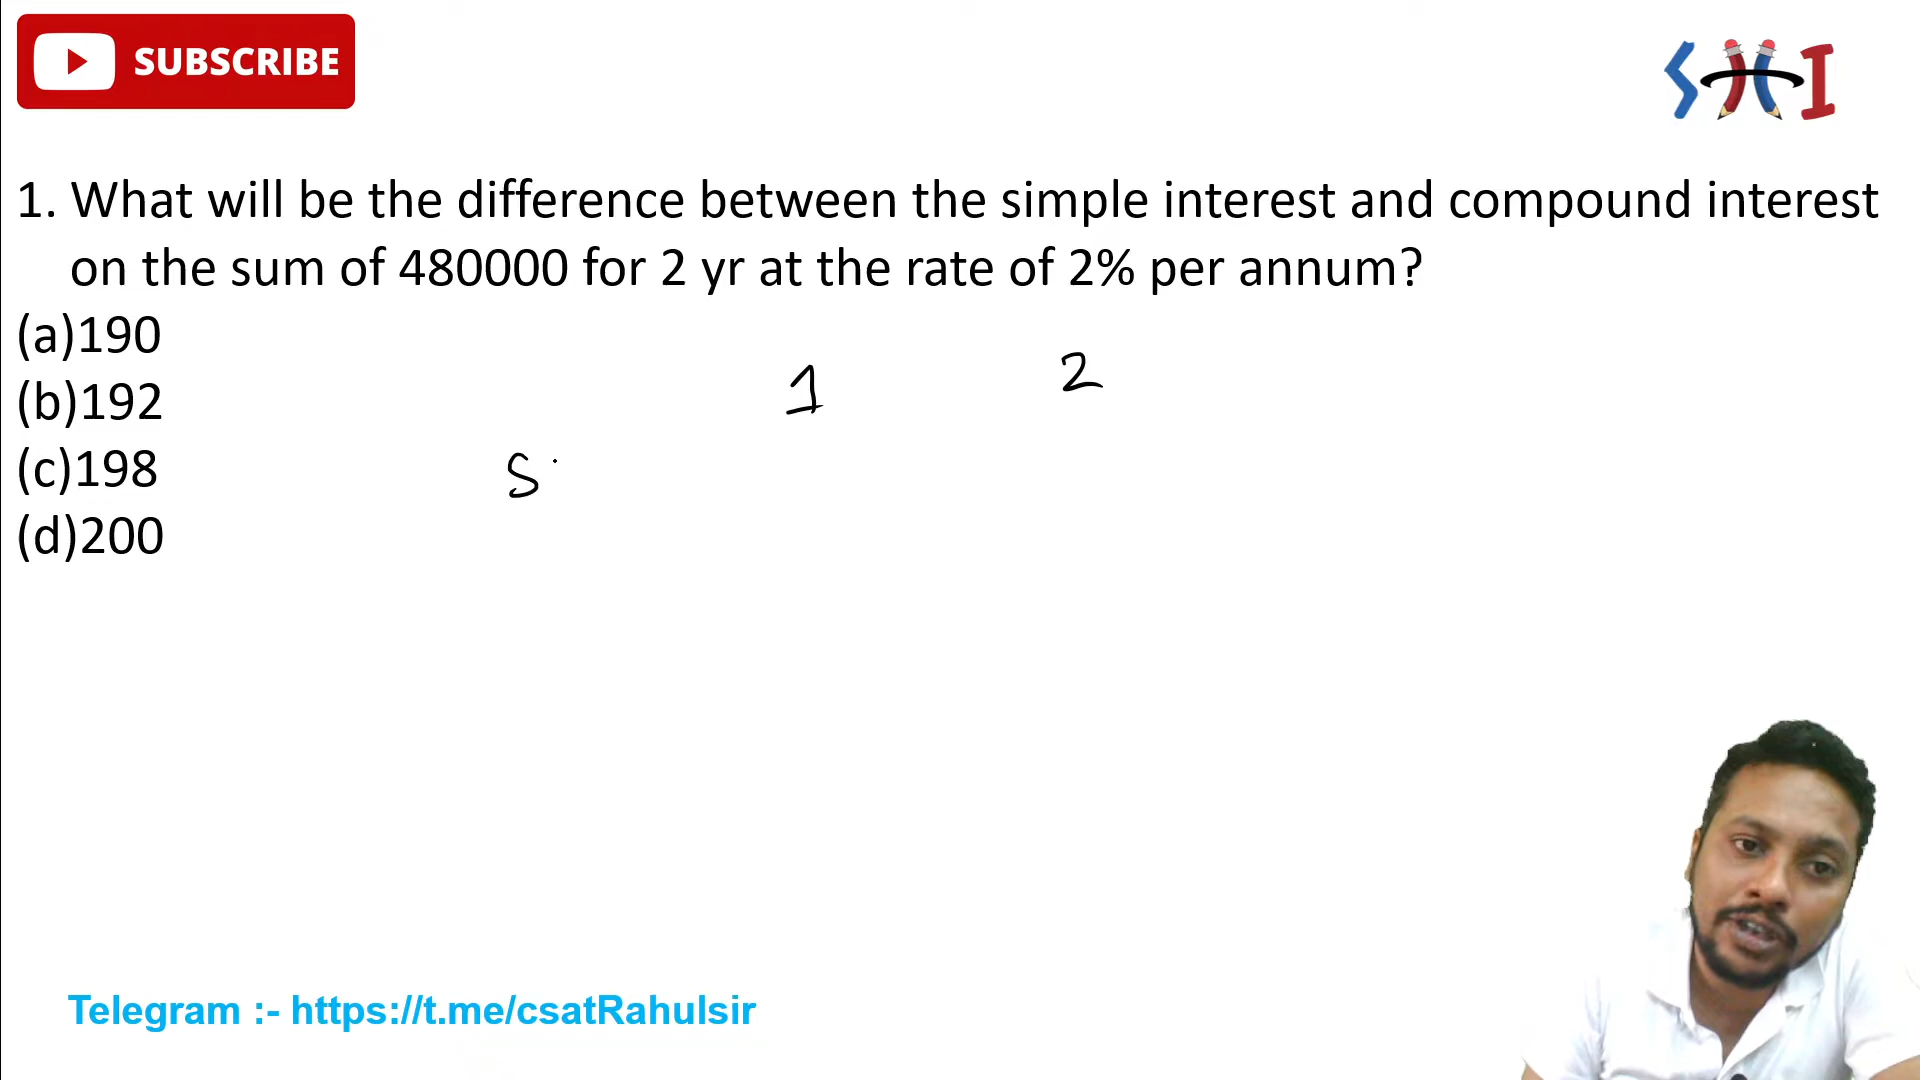 SUBSCRIBE
SMI
1. What will be the difference between the simple interest and compound interest
on the sum of 480000 for 2 yr at the rate of 2% per annum?
(a)190
(b)192
(c)198
(d)200
1 2
S
Telegram :- https://t.me/csatRahulsir